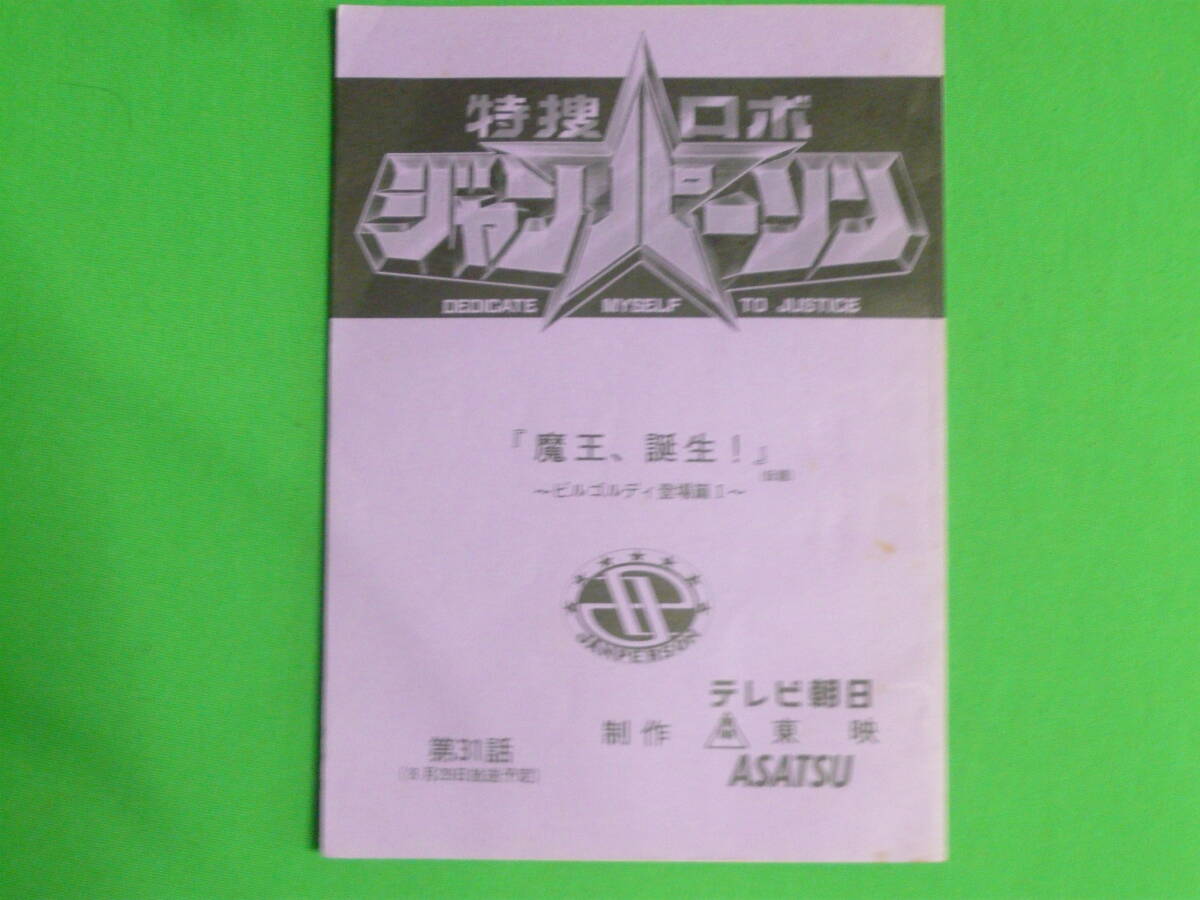 特捜ロボ
ジャンパーソン
DEDICATE MYSELF TO JUSTICE
『魔王、誕生！』
～ビルゴルディ登場篇1～
JANPERSON
テレビ朝日
制作 東映
ASATSU
第31話